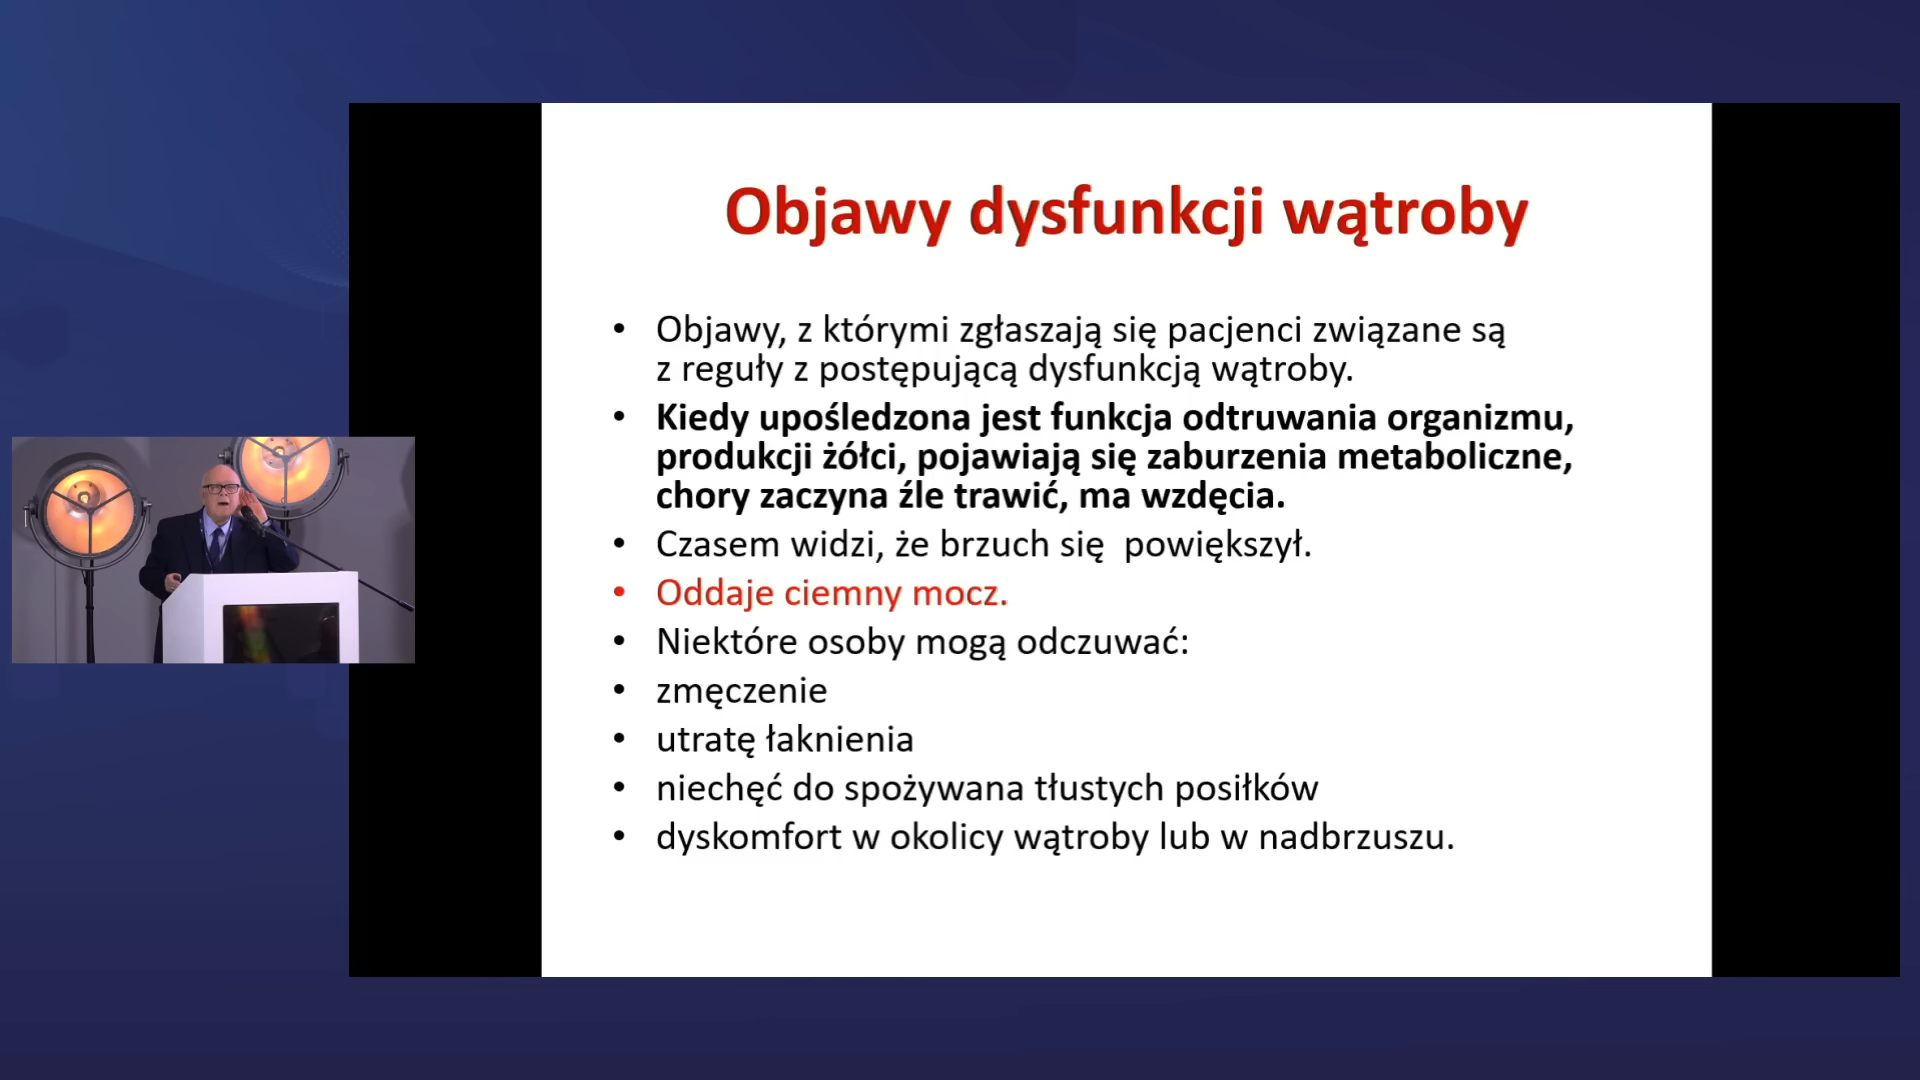 Objawy dysfunkcji wątroby
• Objawy, z którymi zgłaszają się pacjenci związane są
z reguły z postępującą dysfunkcją wątroby.
• Kiedy upośledzona jest funkcja odtruwania organizmu,
produkcji żółci, pojawiają się zaburzenia metaboliczne,
chory zaczyna źle trawić, ma wzdęcia.
• Czasem widzi, że brzuch się  powiększył.
• Oddaje ciemny mocz.
• Niektóre osoby mogą odczuwać:
• zmęczenie
• utratę łaknienia
• niechęć do spożywana tłustych posiłków
• dyskomfort w okolicy wątroby lub w nadbrzuszu.